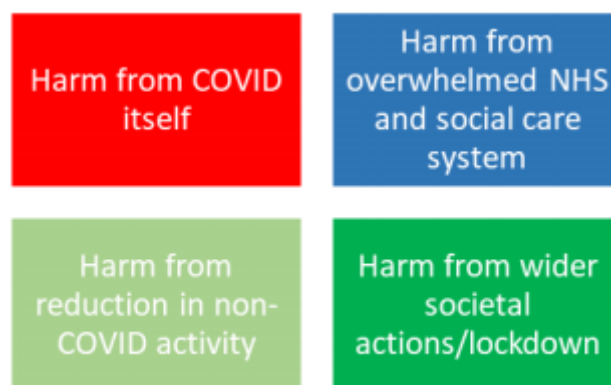 Harm from COVID
itself
Harm from
overwhelmed NHS
and social care
system
Harm from
reduction in non-
COVID activity
Harm from wider
societal
actions/lockdown